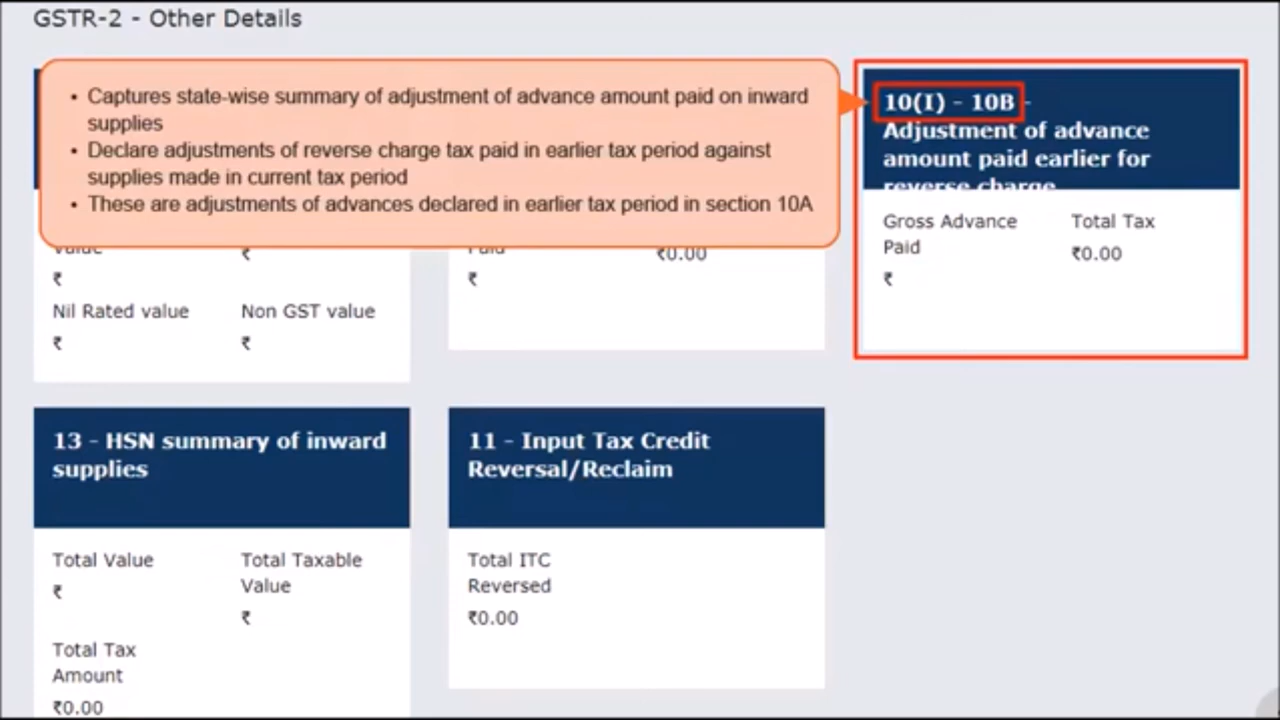 GSTR-2 - Other Details
• Captures state-wise summary of adjustment of advance amount paid on inward
supplies
• Declare adjustments of reverse charge tax paid in earlier tax period against
supplies made in current tax period
• These are adjustments of advances declared in earlier tax period in section 10A
10(I) - 10B -
Adjustment of advance
amount paid earlier for
reverse charge
Value
₹
₹
Nil Rated value
Non GST value
₹
₹
Paid
₹0.00
₹
Gross Advance
Paid
Total Tax
₹0.00
₹
13 - HSN summary of inward
supplies
Total Value
Total Taxable
Value
₹
₹
Total Tax
Amount
₹0.00
11 - Input Tax Credit
Reversal/Reclaim
Total ITC
Reversed
₹0.00